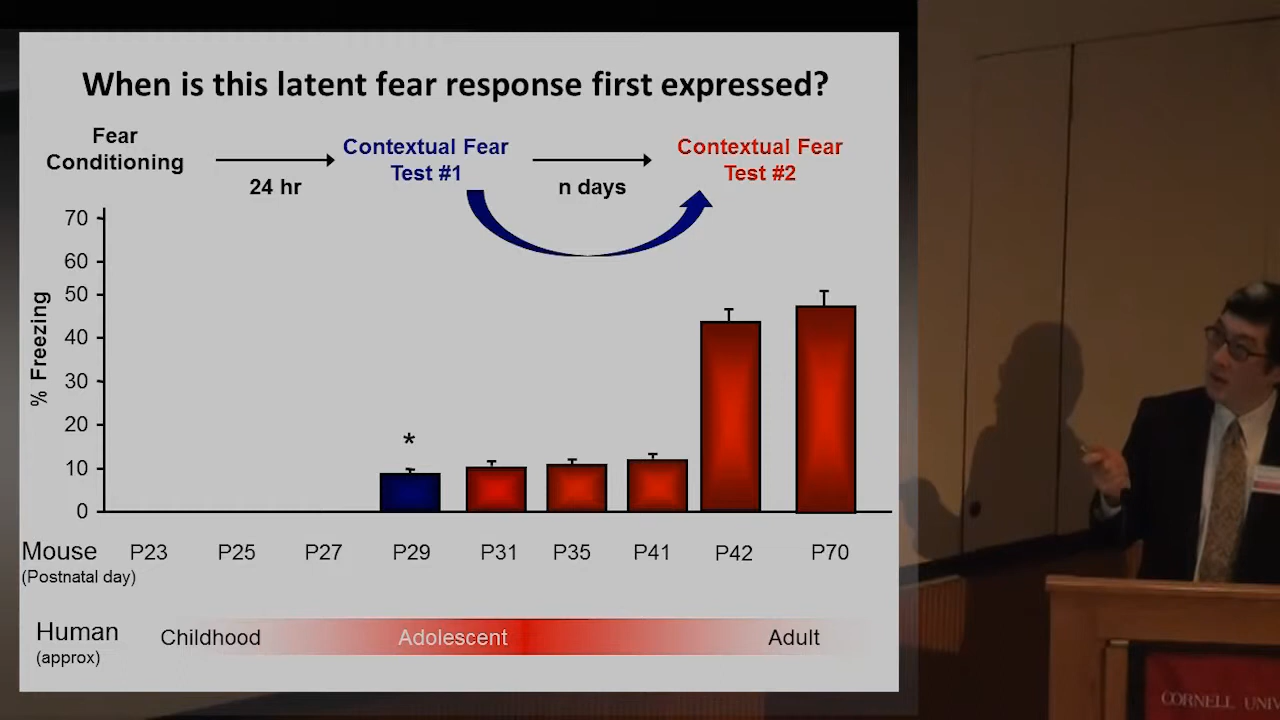 When is this latent fear response first expressed?
Fear
Conditioning
24 hr
Contextual Fear
Test #1
n days
Contextual Fear
Test #2
% Freezing
70
60
50
40
30
20
10
0
*
Mouse P23 P25 P27 P29 P31 P35 P41 P42 P70
(Postnatal day)
Human Childhood Adolescent Adult
(approx)
CORNELL UNIV